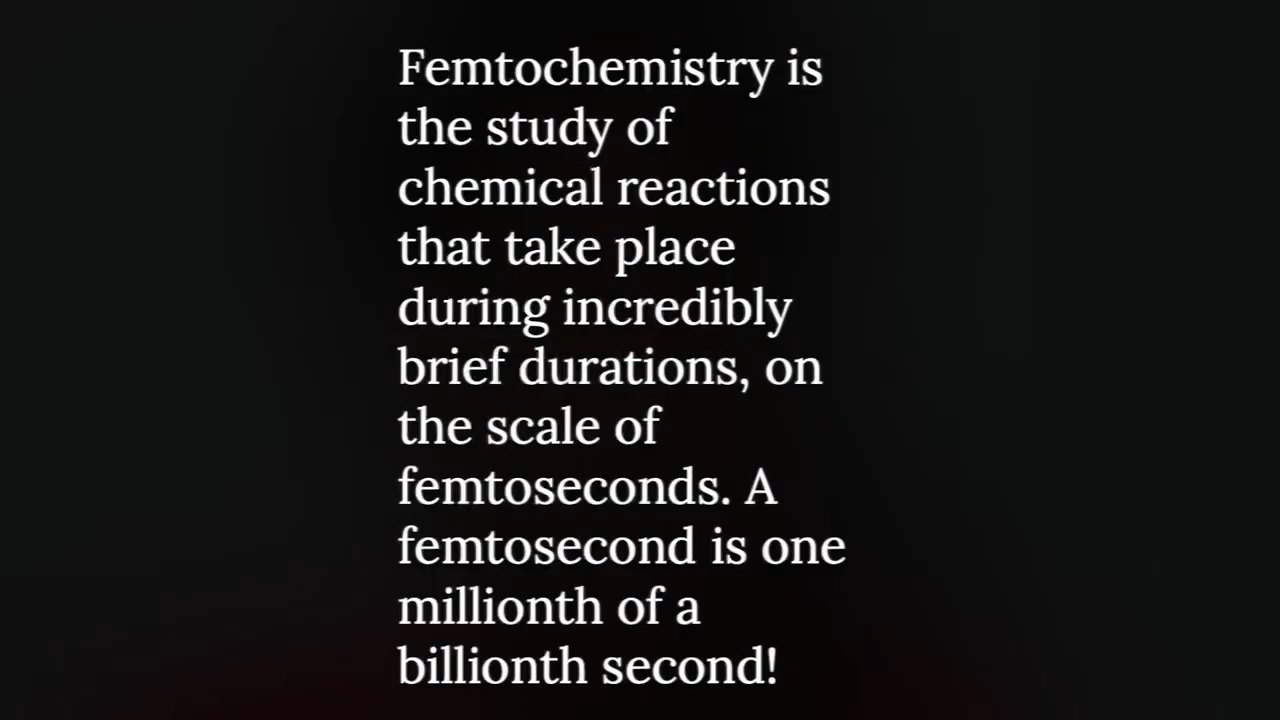 Femtochemistry is
the study of
chemical reactions
that take place
during incredibly
brief durations, on
the scale of
femtoseconds. A
femtosecond is one
millionth of a
billionth second!